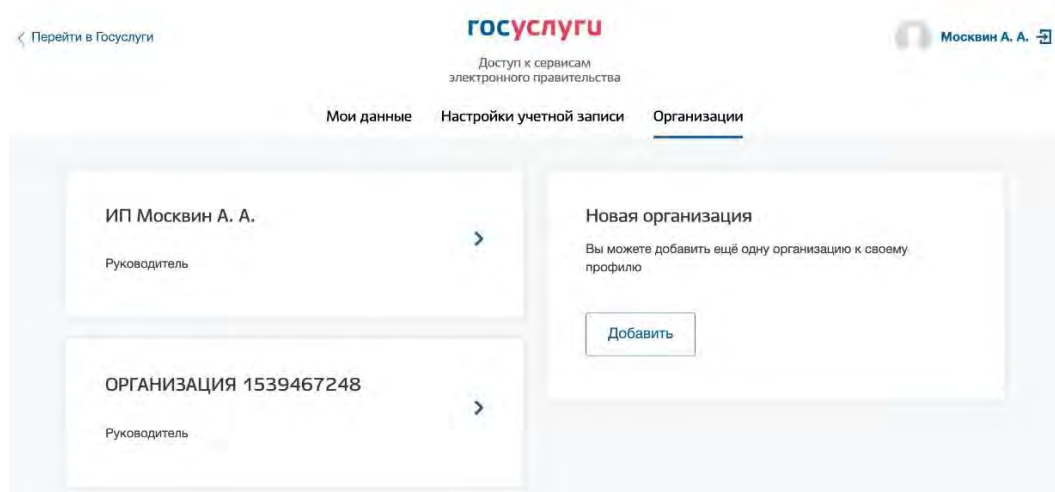 Перейти в Госуслуги
госуслуги
Москвин А. А.
Доступ к сервисам
электронного правительства
Мои данные Настройки учетной записи Организации
ИП Москвин А. А.
Руководитель
Новая организация
Вы можете добавить ещё одну организацию к своему
профилю
Добавить
ОРГАНИЗАЦИЯ 1539467248
Руководитель